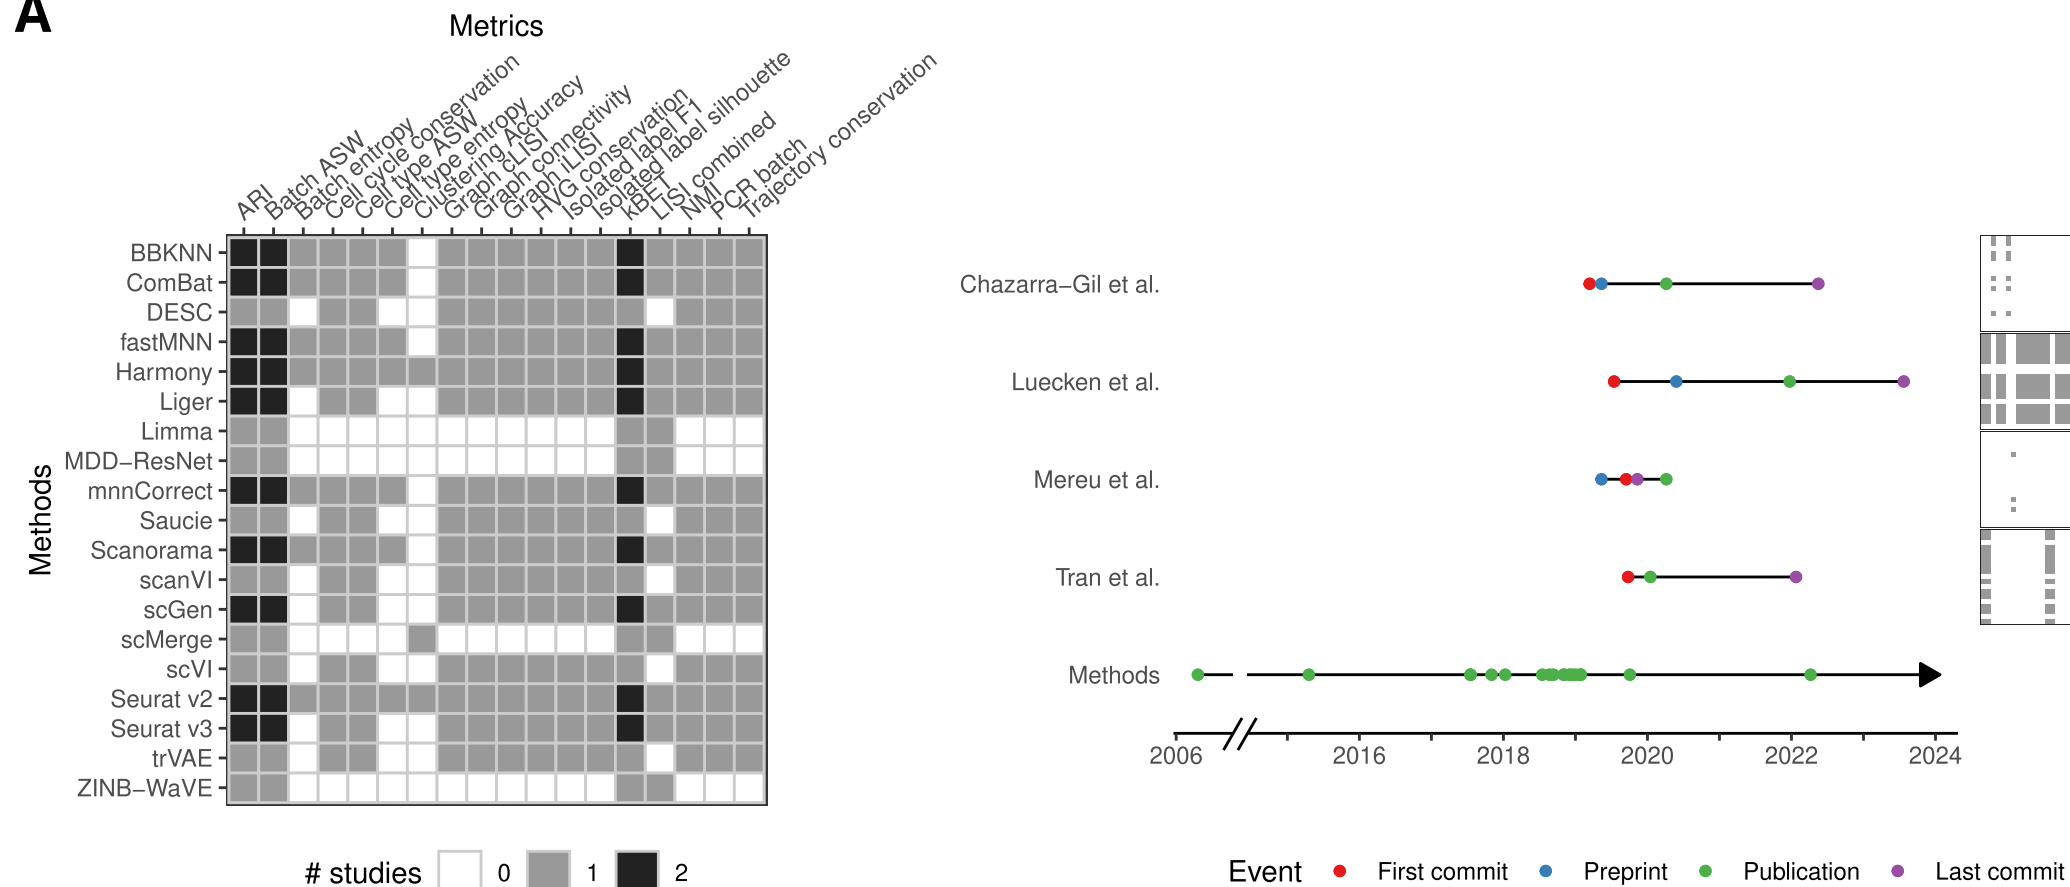 A
Metrics
ARI
Batch ASW
Batch entropy
Cell cycle conservation
Cell type ASW
Cell type entropy
Clustering Accuracy
Graph cLISI
Graph connectivity
Graph iLISI
HVG conservation
Isolated label F1
Isolated label silhouette
kBET
LISI combined
NMI
PCR batch
Trajectory conservation
Methods
BBKNN
ComBat
DESC
fastMNN
Harmony
Liger
Limma
MDD−ResNet
mnnCorrect
Saucie
Scanorama
scanVI
scGen
scMerge
scVI
Seurat v2
Seurat v3
trVAE
ZINB−WaVE
# studies 0 1 2
Chazarra−Gil et al.
Luecken et al.
Mereu et al.
Tran et al.
Methods
2006 2016 2018 2020 2022 2024
Event First commit Preprint Publication Last commit